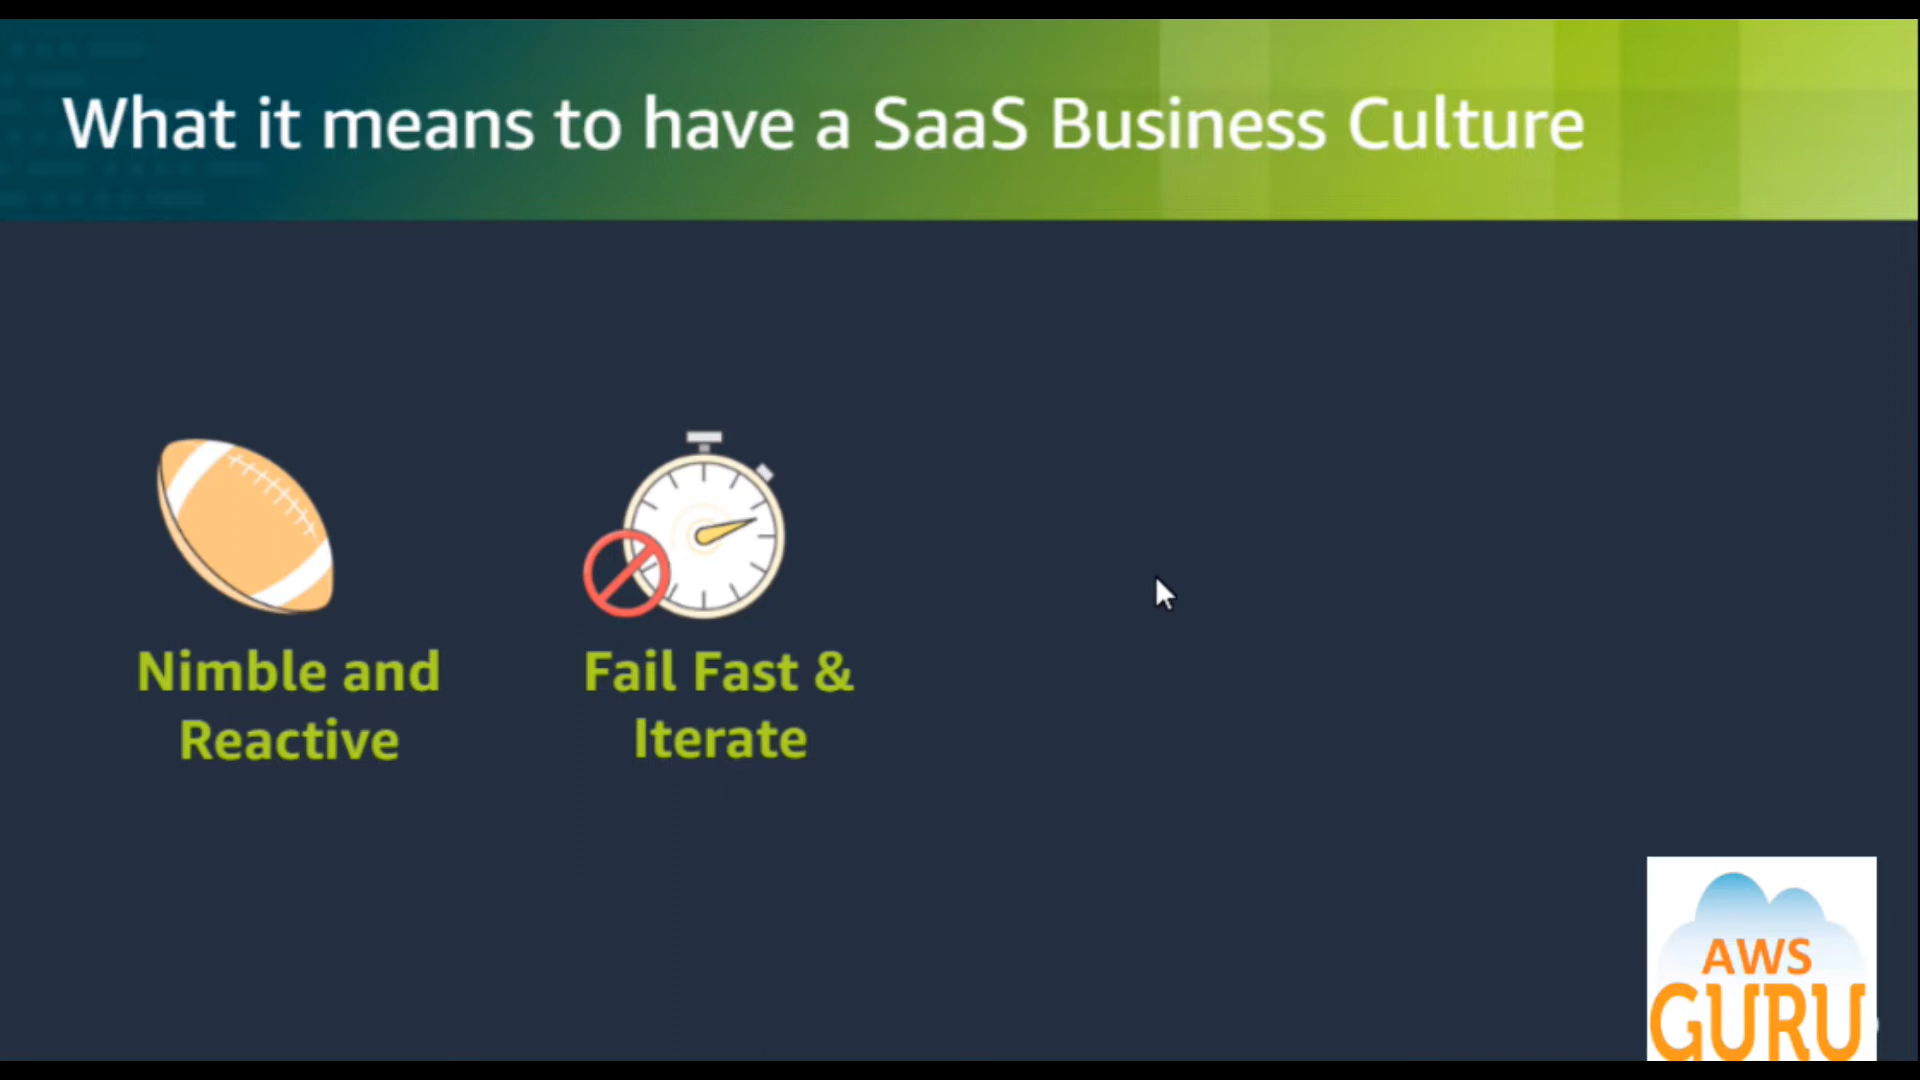 What it means to have a SaaS Business Culture
Nimble and
Reactive
Fail Fast &
Iterate
AWS
GURU